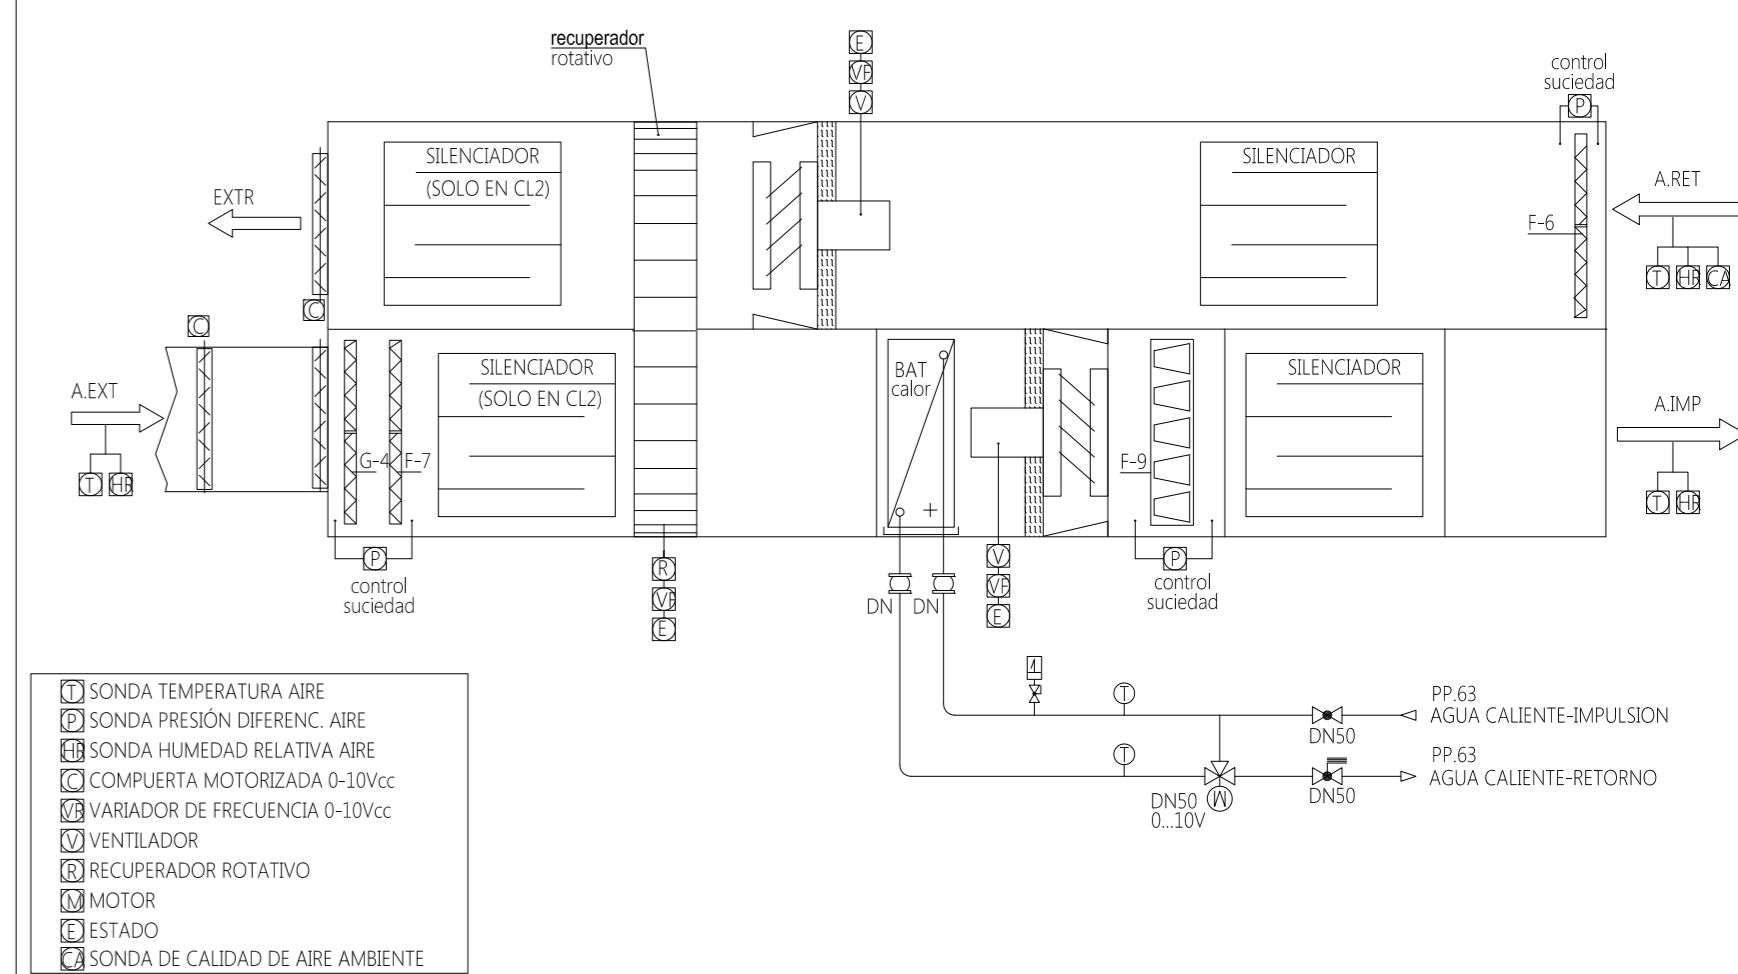 recuperador
rotativo
E
VF
V
control
suciedad
P
SILENCIADOR
(SOLO EN CL2)
SILENCIADOR
EXTR
A.RET
F-6
T HR CA
C
C
A.EXT
T HR
G-4
F-7
SILENCIADOR
(SOLO EN CL2)
BAT
calor
+
F-9
SILENCIADOR
A.IMP
T HR
P
control
suciedad
R
VF
E
DN
DN
V
VF
E
P
control
suciedad
1
T
DN50
PP.63
AGUA CALIENTE-IMPULSION
T
DN50
0...10V
M
DN50
PP.63
AGUA CALIENTE-RETORNO
T SONDA TEMPERATURA AIRE
P SONDA PRESIÓN DIFERENC. AIRE
HR SONDA HUMEDAD RELATIVA AIRE
C COMPUERTA MOTORIZADA 0-10Vcc
VR VARIADOR DE FRECUENCIA 0-10Vcc
V VENTILADOR
R RECUPERADOR ROTATIVO
M MOTOR
E ESTADO
CA SONDA DE CALIDAD DE AIRE AMBIENTE